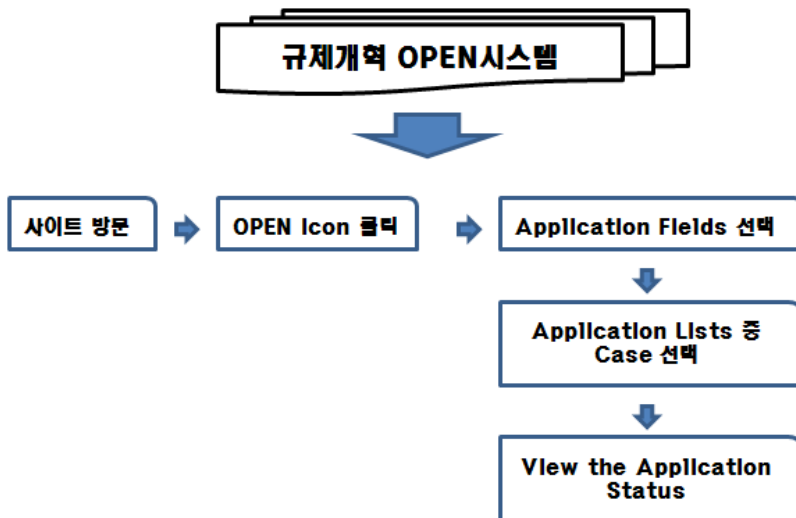 규제개혁 OPEN시스템
사이트 방문
OPEN Icon 클릭
Application Fields 선택
Application Lists 중
Case 선택
View the Application
Status